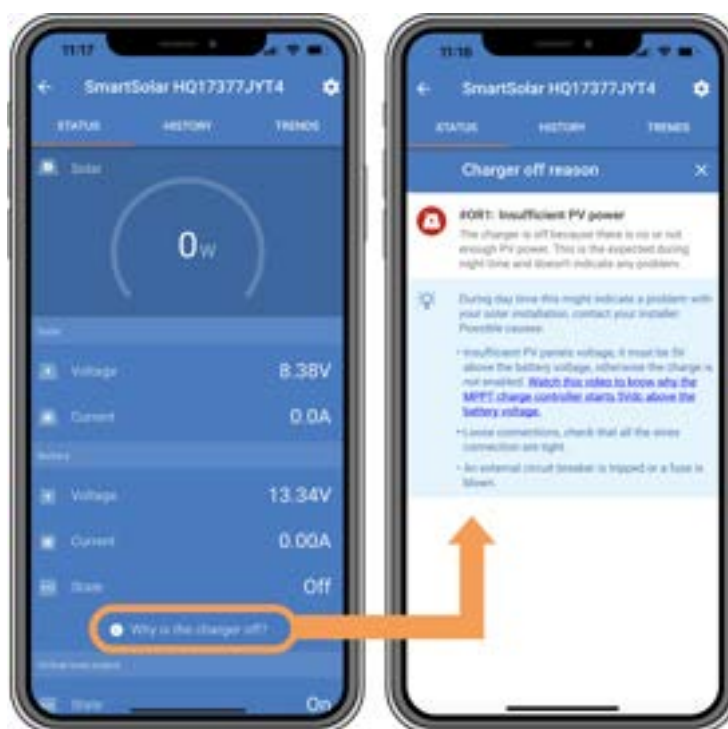 11:17
SmartSolar HQ17377JYT4
STATUS HISTORY TRENDS
Solar
0W
Solar
Voltage 8.38V
Current 0.0A
Battery
Voltage 13.34V
Current 0.00A
State Off
Why is the charger off?
State On
11:18
SmartSolar HQ17377JYT4
STATUS HISTORY TRENDS
Charger off reason
#OR1: Insufficient PV power
The charger is off because there is no or not
enough PV power. This is the expected during
night time and doesn't indicate any problem.
During day time this might indicate a problem with
your solar installation, contact your installer.
Possible causes:
• Insufficient PV panels voltage, it must be 5V
above the battery voltage, otherwise the charge is
not enabled. Watch this video to know why the
MPPT charge controller starts 5Vdc above the
battery voltage.
• Loose connections, check that all the wires
connection are tight.
• An external circuit breaker is tripped or a fuse is
blown.